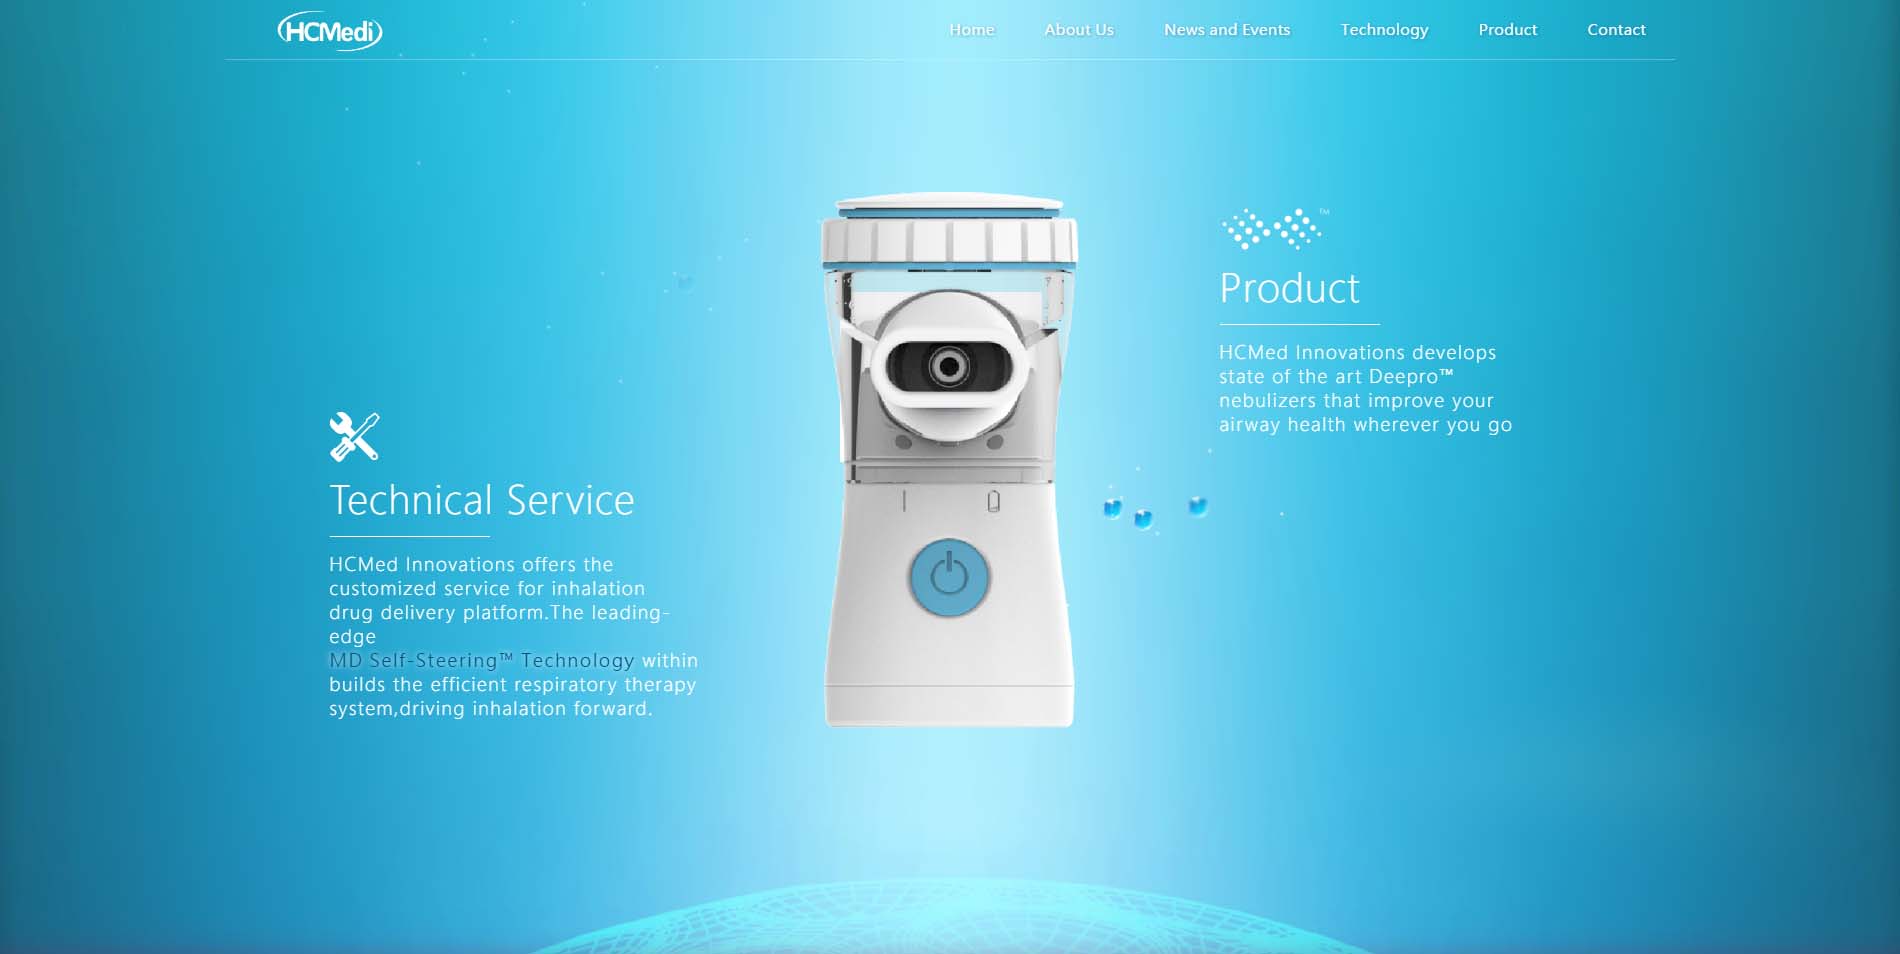 HCMedi
Home
About Us
News and Events
Technology
Product
Contact
TM
Product
HCMed Innovations develops
state of the art Deepro™
nebulizers that improve your
airway health wherever you go
Technical Service
HCMed Innovations offers the
customized service for inhalation
drug delivery platform.The leading-
edge
MD Self-Steering™ Technology within
builds the efficient respiratory therapy
system,driving inhalation forward.